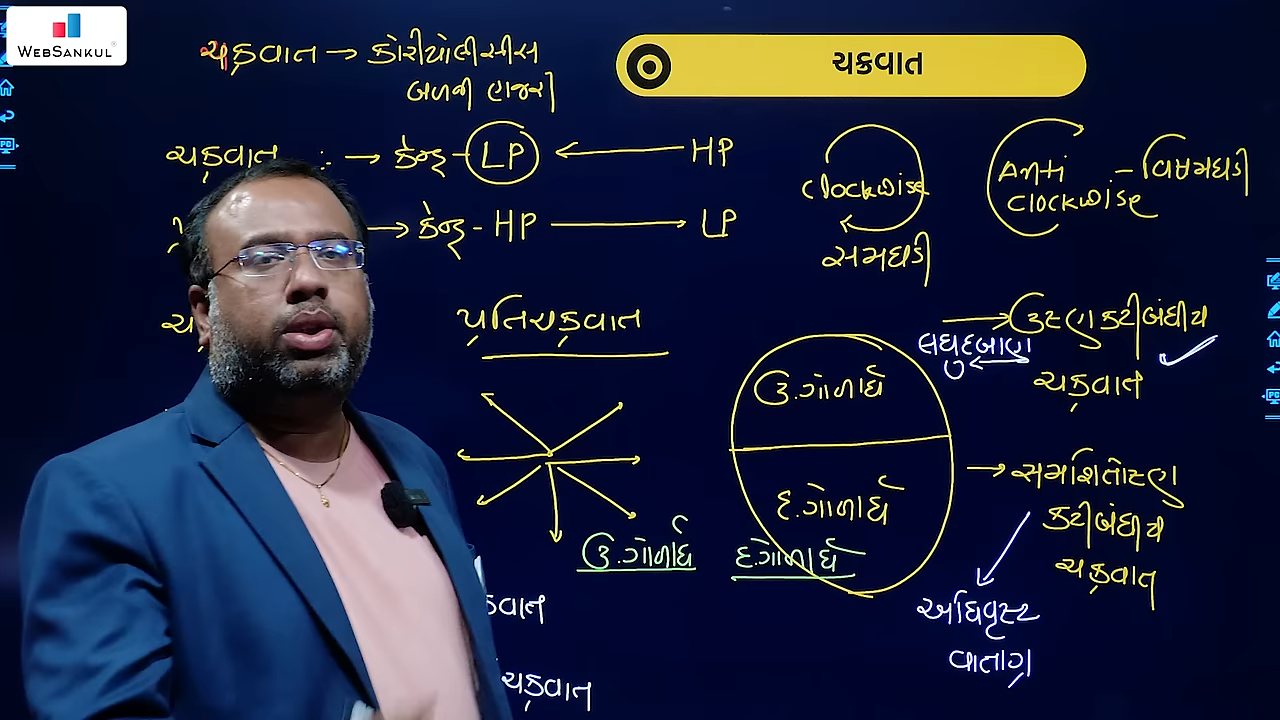 WEBSANKUL
ચક્રવાત
ચક્રવાત → કોરીયોલીસીસ
બળની હાજરી
ચક્રવાત : → કેન્દ્ર - LP ← HP
→ કેન્દ્ર - HP → LP
clockwise
સમઘડી
Anti - વિષમઘડી
clockwise
ચ
પ્રતિચક્રવાત
ઉ.ગોળાર્ધ
દ.ગોળાર્ધ
→ ઉષ્ણ કટીબંધીય
લઘુદબાણ ←
ચક્રવાત
→ સમશિતોષ્ણ
કટીબંધીય
ચક્રવાત
ઉ.ગોળાર્ધ દ.ગોળાર્ધ
અધિવૃષ્ટ
વાતાગ્ર
ક્રવાત
ચક્રવાત